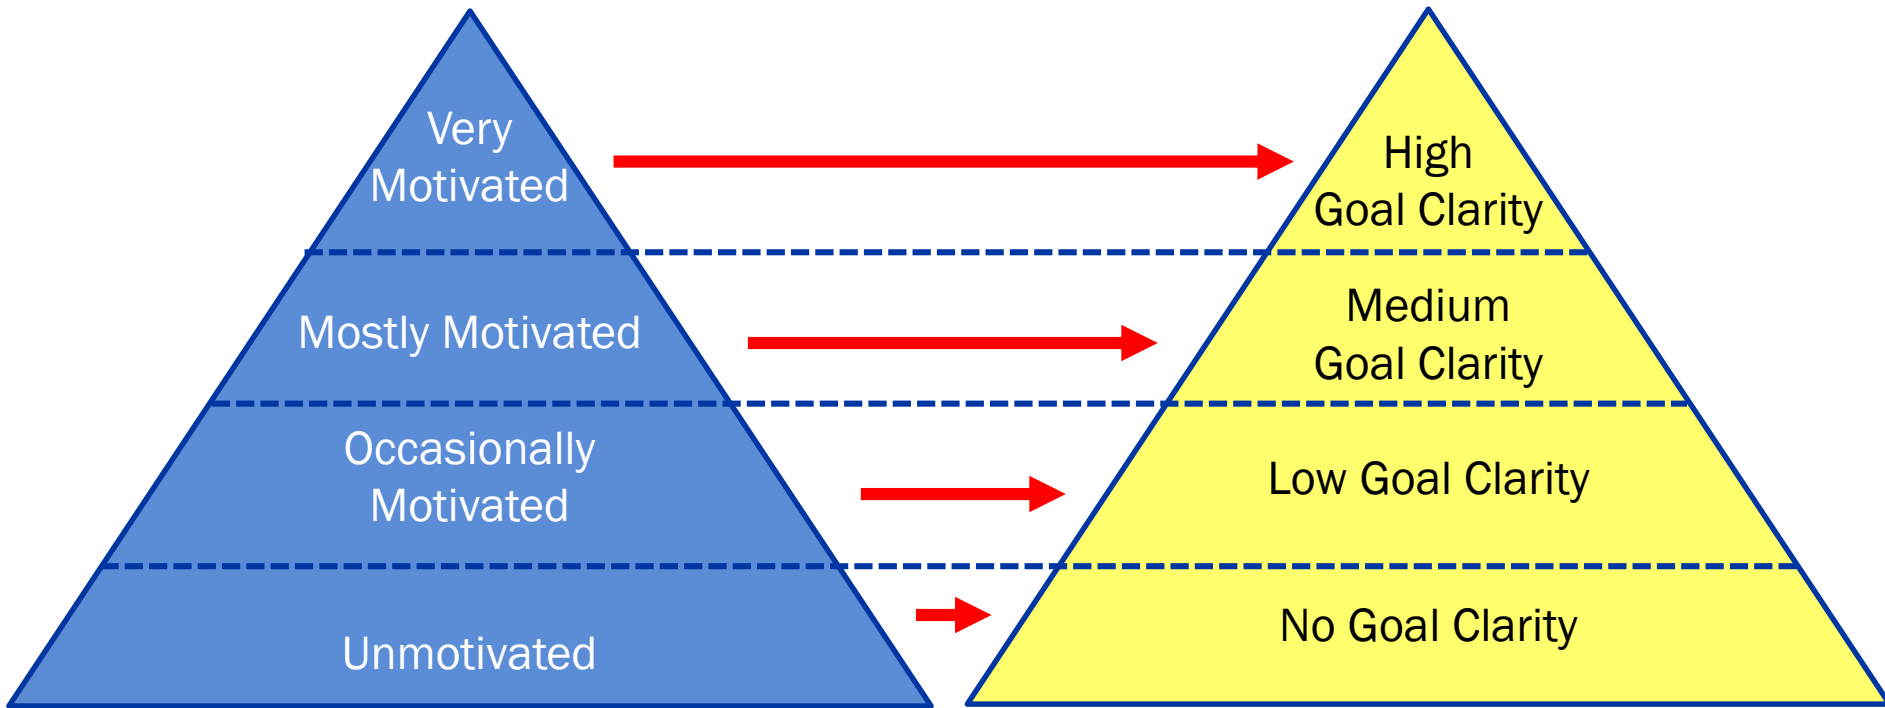 Very
Motivated
High
Goal Clarity
Mostly Motivated
Medium
Goal Clarity
Occasionally
Motivated
Low Goal Clarity
Unmotivated
No Goal Clarity